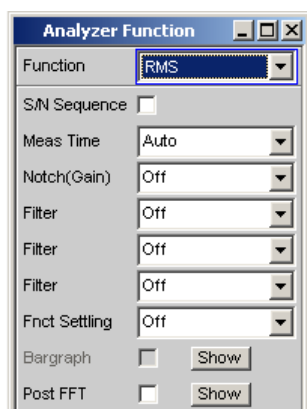 Analyzer Function
Function RMS
S/N Sequence
Meas Time Auto
Notch(Gain) Off
Filter Off
Filter Off
Filter Off
Fnct Settling Off
Bargraph Show
Post FFT Show